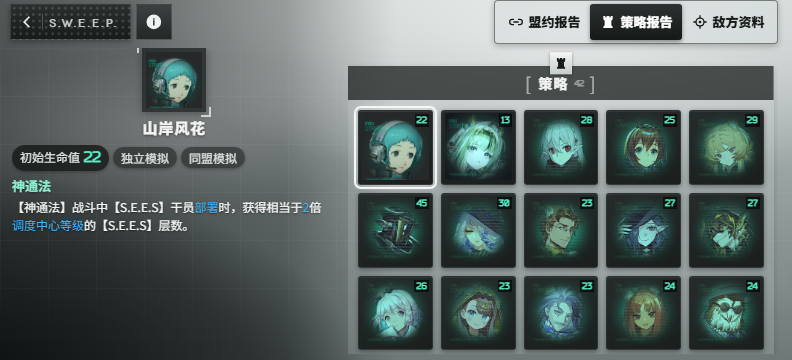 S.W.E.E.P.
盟约报告
策略报告
敌方资料
山岸风花
初始生命值 22
独立模拟
同盟模拟
神通法
【神通法】战斗中【S.E.E.S】干员部署时，获得相当于2倍
调度中心等级的【S.E.E.S】层数。
[ 策略 42 ]
22 13 28 25 29
45 30 23 27 27
26 23 23 24 24